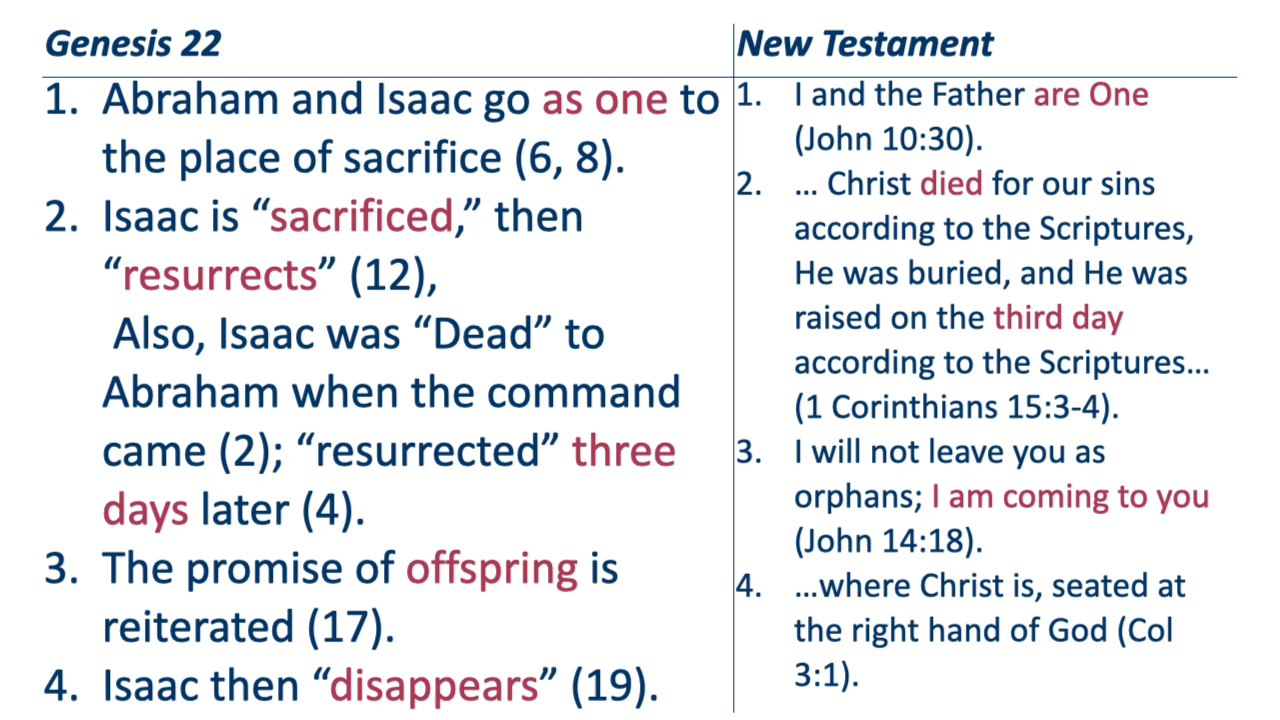 Genesis 22
1. Abraham and Isaac go as one to
the place of sacrifice (6, 8).
2. Isaac is “sacrificed,” then
“resurrects” (12),
Also, Isaac was “Dead” to
Abraham when the command
came (2); “resurrected” three
days later (4).
3. The promise of offspring is
reiterated (17).
4. Isaac then “disappears” (19).
New Testament
1. I and the Father are One
(John 10:30).
2. ... Christ died for our sins
according to the Scriptures,
He was buried, and He was
raised on the third day
according to the Scriptures...
(1 Corinthians 15:3-4).
3. I will not leave you as
orphans; I am coming to you
(John 14:18).
4. ...where Christ is, seated at
the right hand of God (Col
3:1).